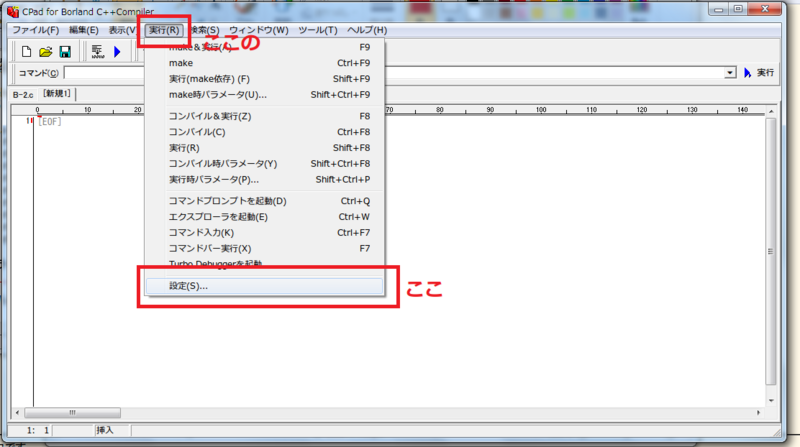 CPad for Borland C++Compiler
ファイル(F) 編集(E) 表示(V) 実行(R) 検索(S) ウィンドウ(W) ツール(T) ヘルプ(H)
ここの
make＆実行(A) F9
make Ctrl+F9
実行(make依存) (F) Shift+F9
make時パラメータ(U)... Shift+Ctrl+F9
コマンド(C) 実行
B-2.c [新規1]
0 10 20 70 80 90 100 110 120 130 140
1 [EOF]
コンパイル＆実行(Z) F8
コンパイル(C) Ctrl+F8
実行(R) Shift+F8
コンパイル時パラメータ(Y) Shift+Ctrl+F8
実行時パラメータ(P)... Shift+Ctrl+P
コマンドプロンプトを起動(D) Ctrl+Q
エクスプローラを起動(E) Ctrl+W
コマンド入力(K) Ctrl+F7
コマンドバー実行(X) F7
Turbo Debuggerを起動
設定(S)...
ここ
1: 1 挿入